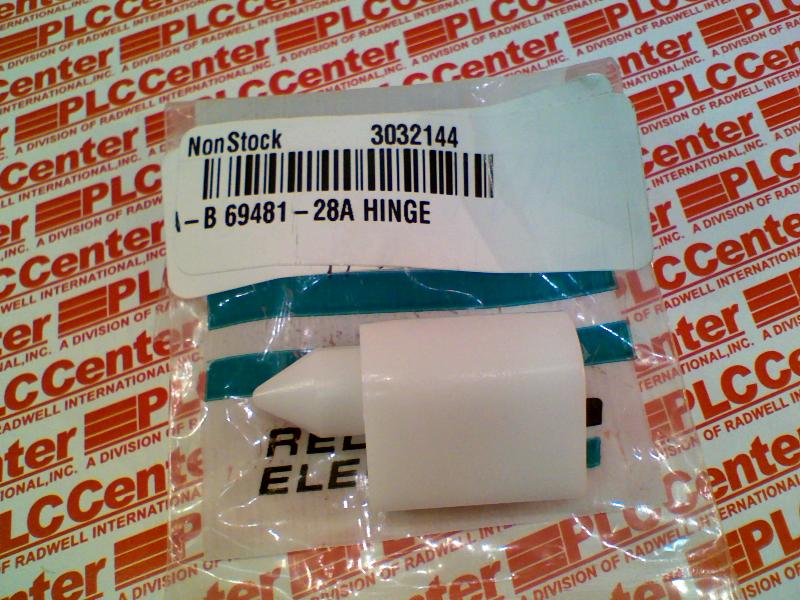 NonStock 3032144
-B 69481-28A HINGE
REL
ELE
PLCCenter
A DIVISION OF RADWELL INTERNATIONAL, INC.